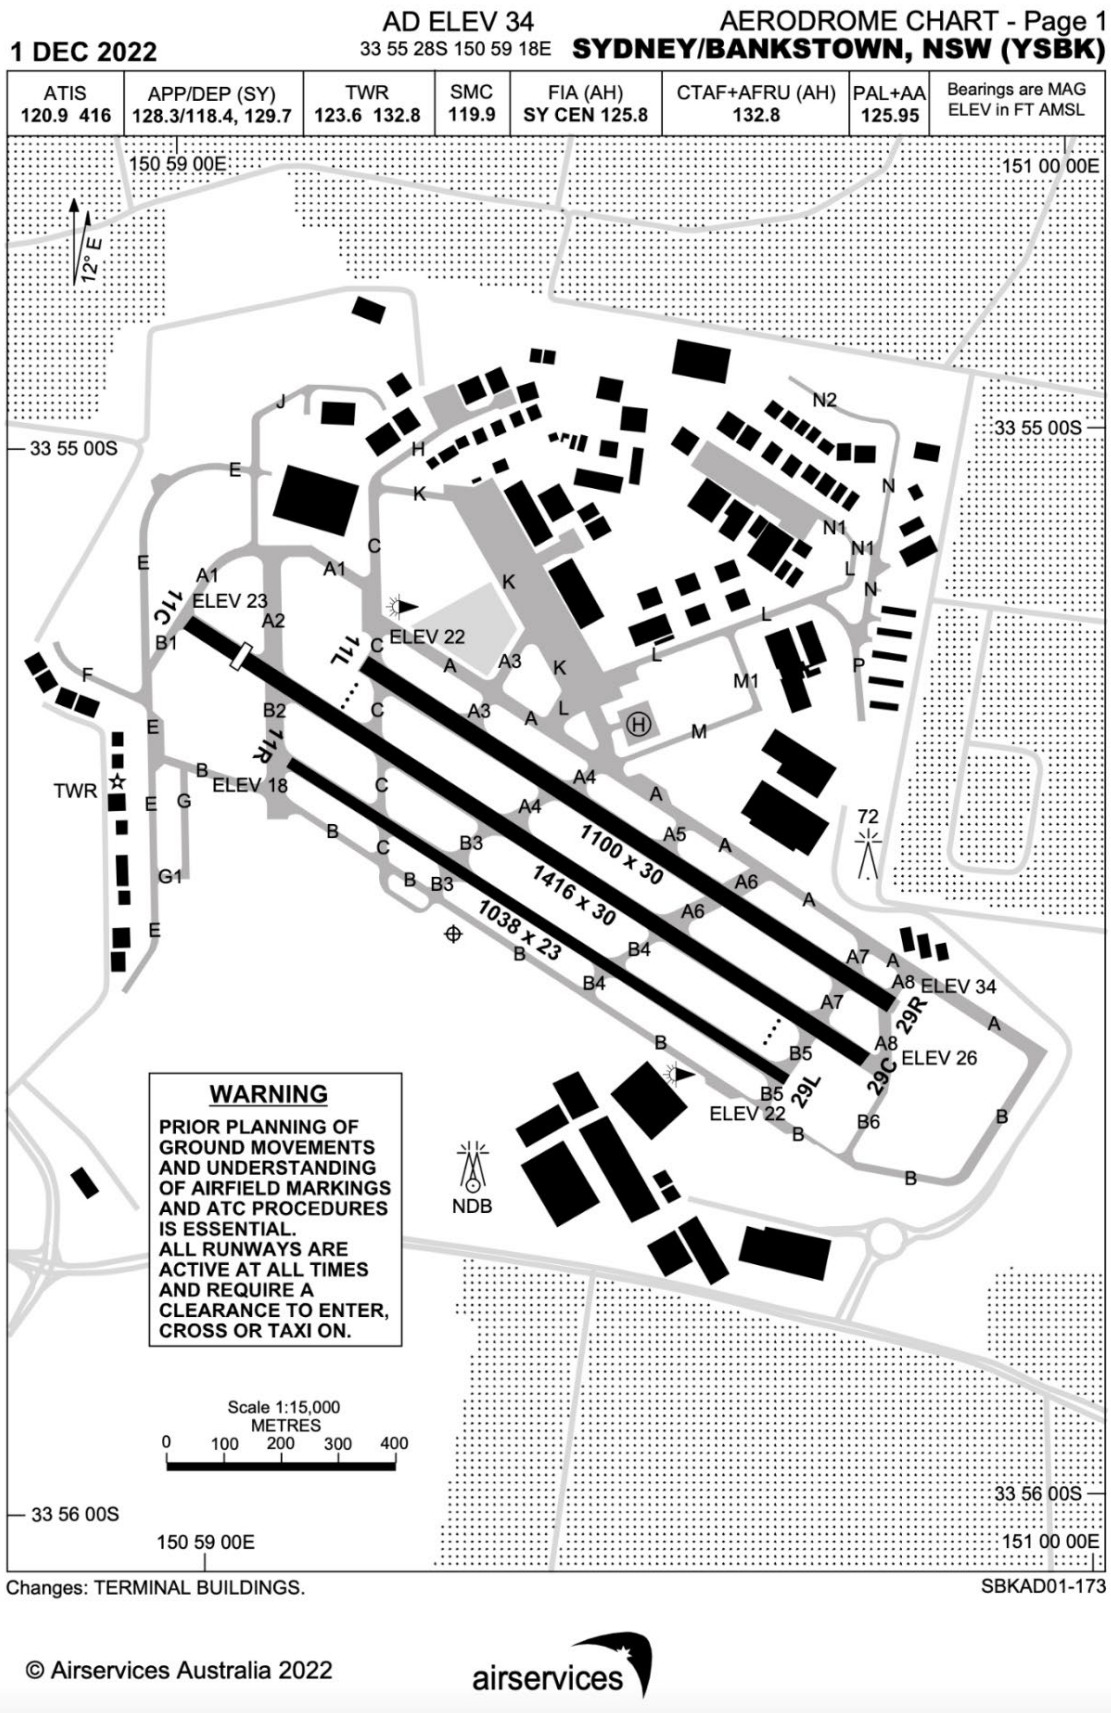 AD ELEV 34
AERODROME CHART - Page 1
1 DEC 2022
33 55 28S 150 59 18E
SYDNEY/BANKSTOWN, NSW (YSBK)
ATIS
120.9 416
APP/DEP (SY)
128.3/118.4, 129.7
TWR
123.6 132.8
SMC
119.9
FIA (AH)
SY CEN 125.8
CTAF+AFRU (AH)
132.8
PAL+AA
125.95
Bearings are MAG
ELEV in FT AMSL
150 59 00E
151 00 00E
12° E
J
N2
33 55 00S
33 55 00S
H
E
K
N
N1
C
N1
E
A1
A1
L
K
N
11C
ELEV 23
A2
L
B1
11L
ELEV 22
C
A
A3
K
L
P
F
M1
B2
C
A3
A
L
H
M
E
11R
B
ELEV 18
C
A4
A
TWR
E
G
A4
B
B3
A5
A
72
C
1100 x 30
G1
B
B3
1416 x 30
A6
A
A6
1038 x 23
E
B
B4
A7
A
B4
A8
ELEV 34
A7
29R
A
B
B5
A8
ELEV 26
29C
B5
29L
ELEV 22
B
B6
B
B
NDB
WARNING
PRIOR PLANNING OF
GROUND MOVEMENTS
AND UNDERSTANDING
OF AIRFIELD MARKINGS
AND ATC PROCEDURES
IS ESSENTIAL.
ALL RUNWAYS ARE
ACTIVE AT ALL TIMES
AND REQUIRE A
CLEARANCE TO ENTER,
CROSS OR TAXI ON.
Scale 1:15,000
METRES
0 100 200 300 400
33 56 00S
33 56 00S
150 59 00E
151 00 00E
Changes: TERMINAL BUILDINGS.
SBKAD01-173
© Airservices Australia 2022
airservices